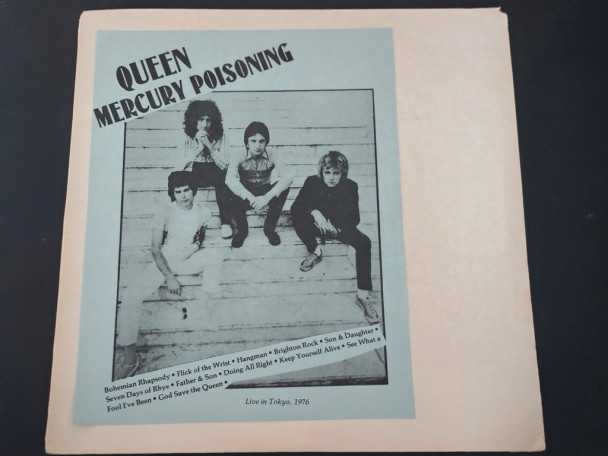 QUEEN
MERCURY POISONING
Bohemian Rhapsody • Flick of the Wrist • Hangman • Brighton Rock • Son & Daughter •
Seven Days of Rhye • Father & Son • Doing All Right • Keep Yourself Alive • See What a
Fool I've Been • God Save the Queen •
Live in Tokyo, 1976